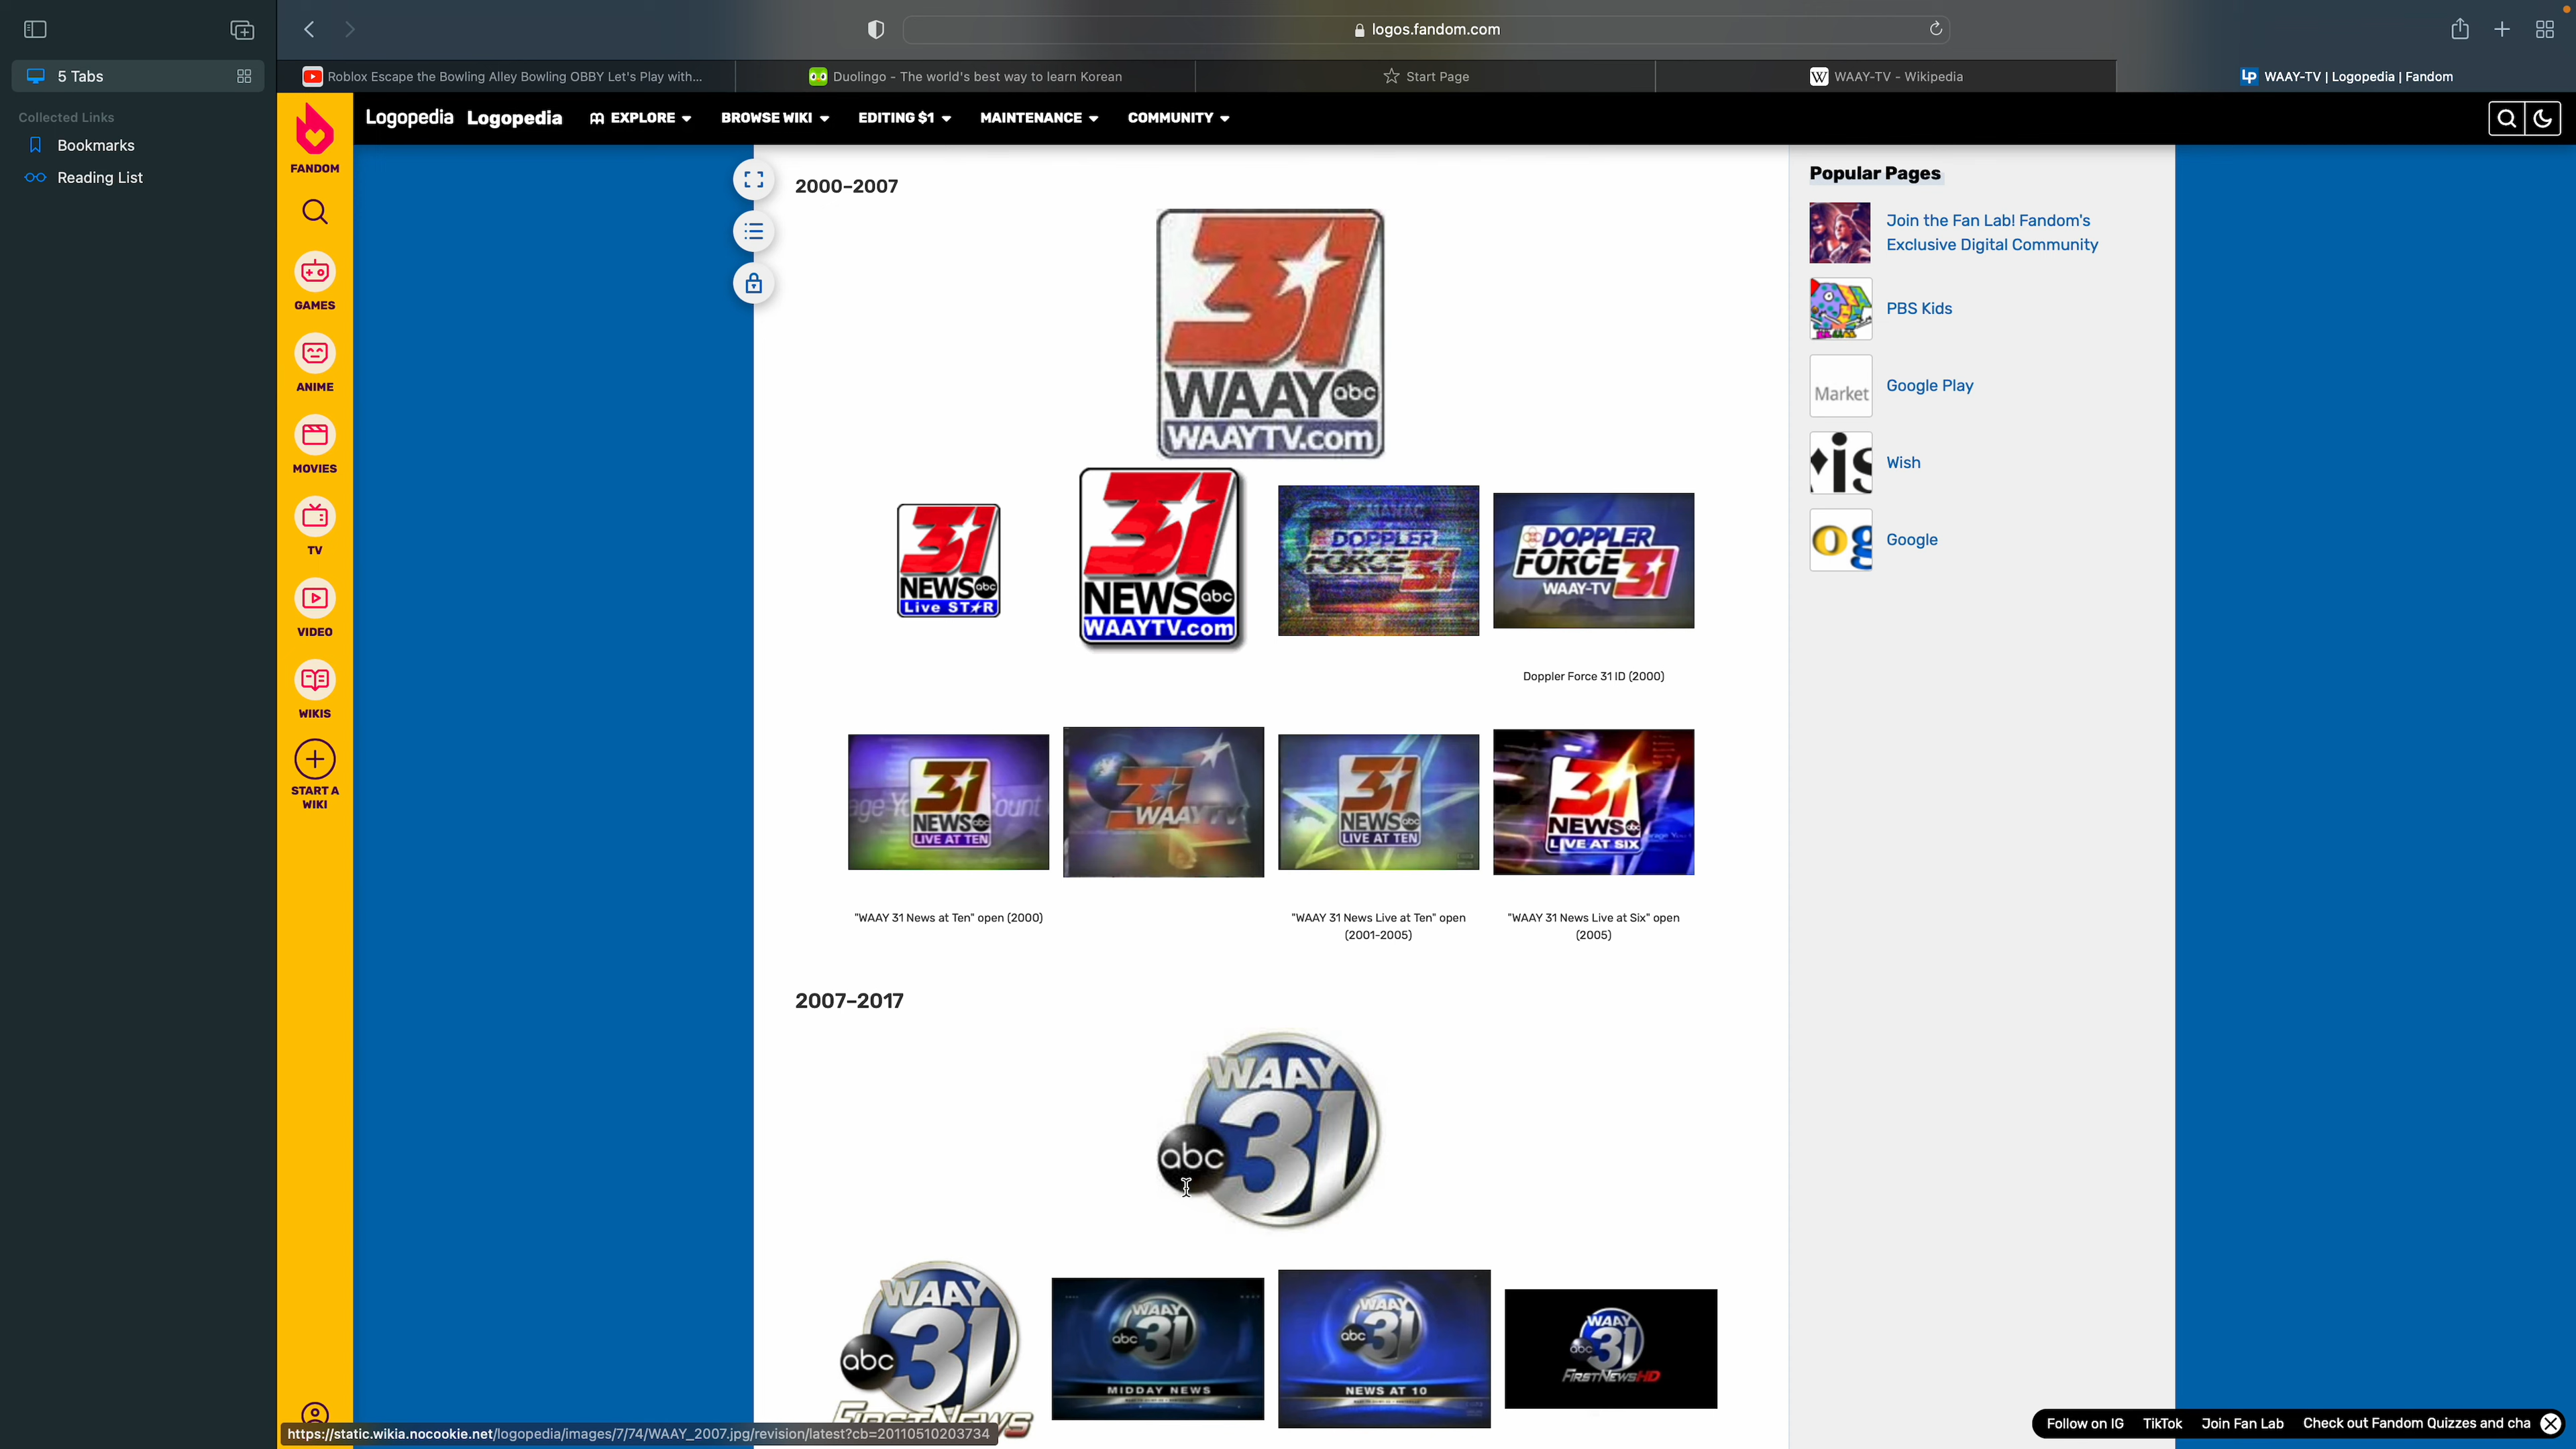 logos.fandom.com
5 Tabs
Collected Links
Bookmarks
Reading List
Roblox Escape the Bowling Alley Bowling OBBY Let's Play with...
Duolingo - The world's best way to learn Korean
Start Page
WAAY-TV - Wikipedia
WAAY-TV | Logopedia | Fandom
FANDOM
GAMES
ANIME
MOVIES
TV
VIDEO
WIKIS
START A
WIKI
Logopedia Logopedia EXPLORE BROWSE WIKI EDITING $1 MAINTENANCE COMMUNITY
2000–2007
31
WAAY abc
WAAYTV.com
31
NEWS abc
Live ST★R
31
NEWS abc
WAAYTV.com
DOPPLER
FORCE 31
DOPPLER
FORCE 31
WAAY-TV
Doppler Force 31 ID (2000)
31
NEWS abc
LIVE AT TEN
31
WAAY TV
31
NEWS abc
LIVE AT TEN
31
NEWS
LIVE AT SIX
"WAAY 31 News at Ten" open (2000)
"WAAY 31 News Live at Ten" open
(2001-2005)
"WAAY 31 News Live at Six" open
(2005)
2007–2017
WAAY
31
abc
WAAY
31
abc
FIRSTNEWS
WAAY
31
abc
MIDDAY NEWS
WAAY
31
abc
NEWS AT 10
WAAY
31
abc
FIRSTNEWSHD
Popular Pages
Join the Fan Lab! Fandom's
Exclusive Digital Community
PBS Kids
Market
Google Play
Wish
og
Google
https://static.wikia.nocookie.net/logopedia/images/7/74/WAAY_2007.jpg/revision/latest?cb=20110510203734
Follow on IG TikTok Join Fan Lab Check out Fandom Quizzes and cha